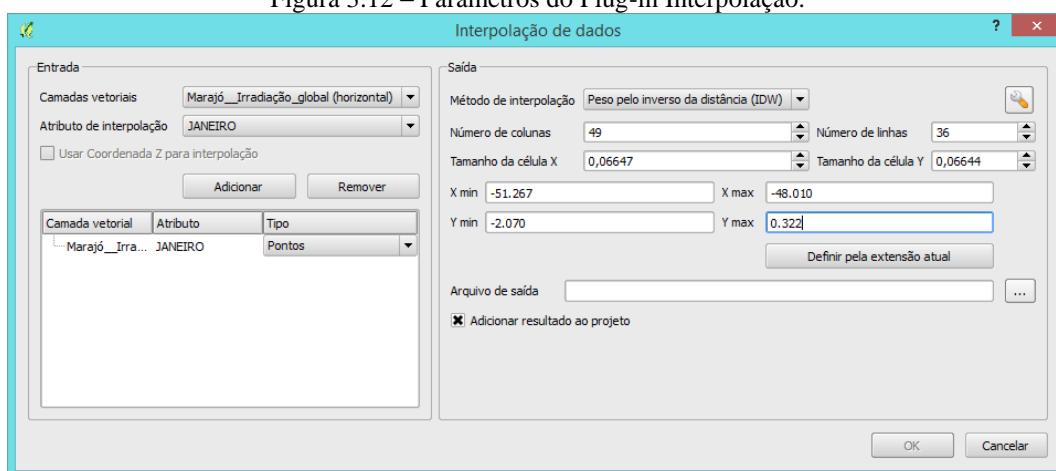 Figura 3.12 – Parâmetros do Plug-in Interpolação.
Interpolação de dados
? ×
Entrada
Camadas vetoriais Marajó__Irradiação_global (horizontal)
Atributo de interpolação JANEIRO
Usar Coordenada Z para interpolação
Adicionar Remover
Camada vetorial Atributo Tipo
Marajó__Irra... JANEIRO Pontos
Saída
Método de interpolação Peso pelo inverso da distância (IDW)
Número de colunas 49 Número de linhas 36
Tamanho da célula X 0,06647 Tamanho da célula Y 0,06644
X min -51.267 X max -48.010
Y min -2.070 Y max 0.322
Definir pela extensão atual
Arquivo de saída ...
Adicionar resultado ao projeto
OK Cancelar